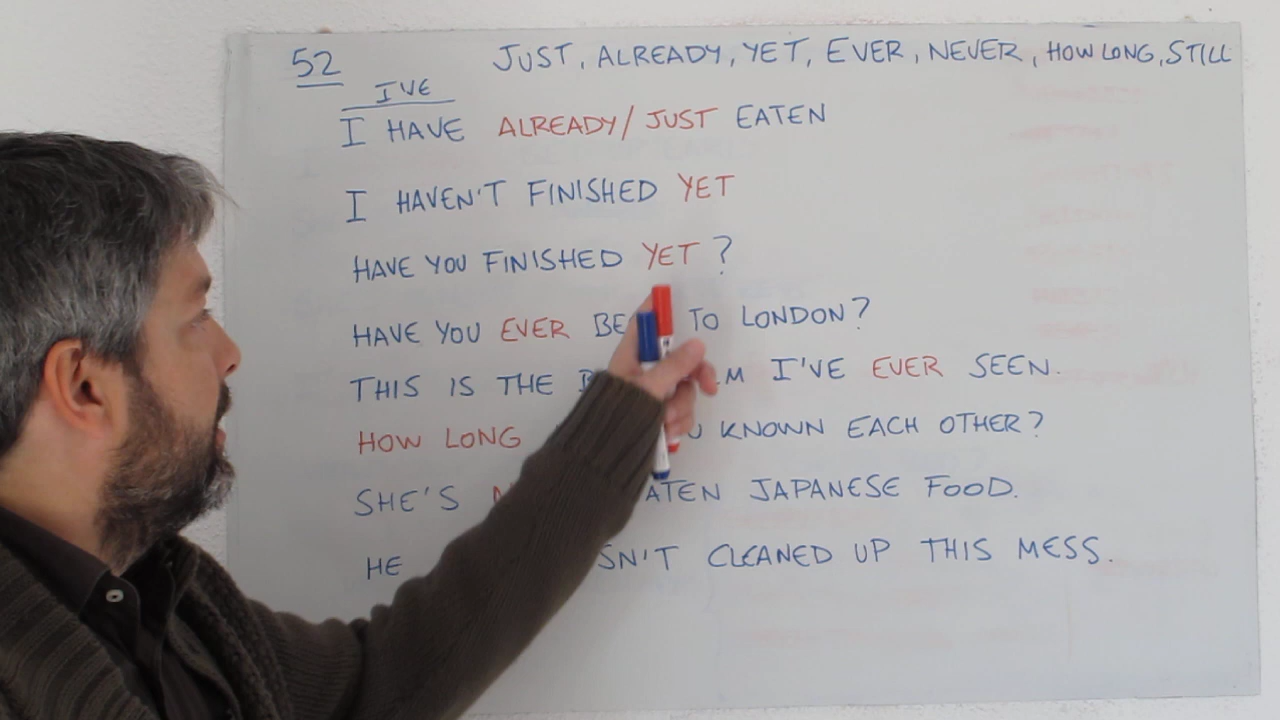 52 JUST, ALREADY, YET, EVER, NEVER, HOW LONG, STILL
I'VE
I HAVE ALREADY/JUST EATEN
I HAVEN'T FINISHED YET
HAVE YOU FINISHED YET?
HAVE YOU EVER TO LONDON?
THIS IS THE I'VE EVER SEEN.
HOW LONG KNOWN EACH OTHER?
SHE'S JAPANESE FOOD.
HE CLEANED UP THIS MESS.